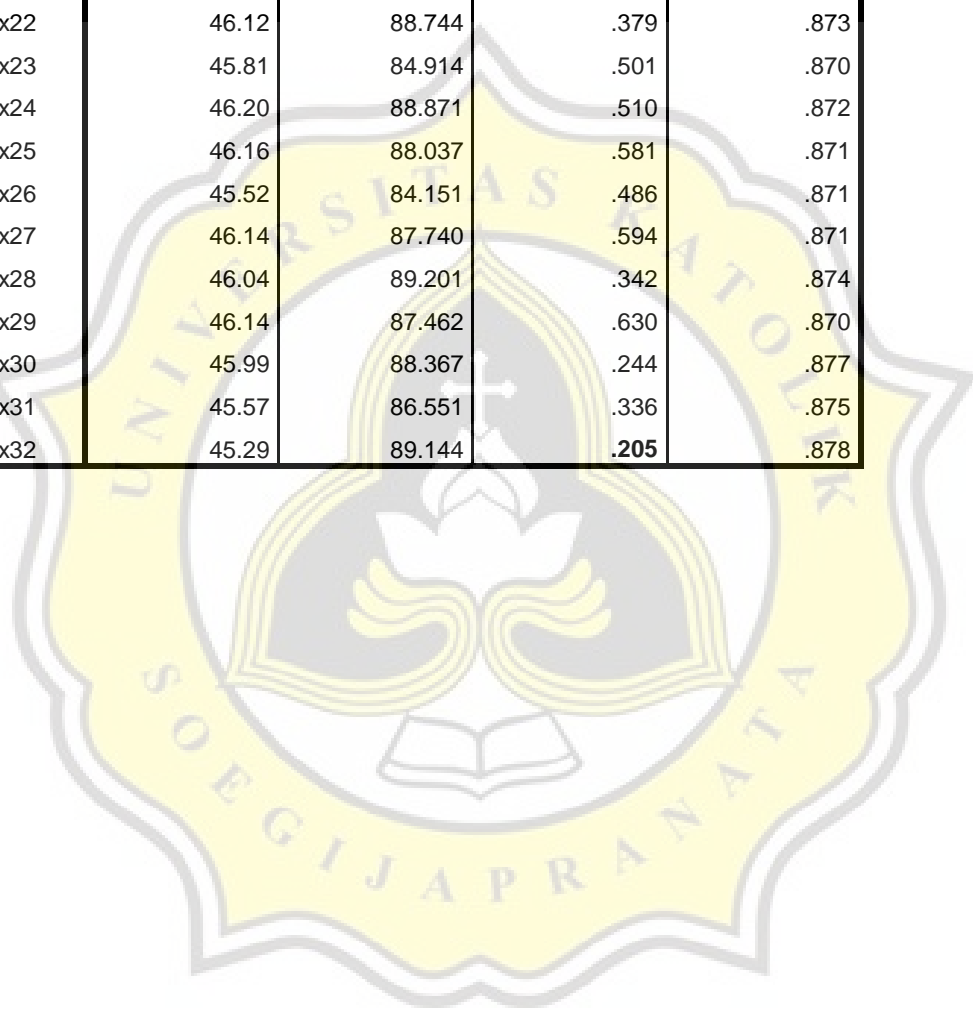 x22 46.12 88.744 .379 .873
x23 45.81 84.914 .501 .870
x24 46.20 88.871 .510 .872
x25 46.16 88.037 .581 .871
x26 45.52 84.151 .486 .871
x27 46.14 87.740 .594 .871
x28 46.04 89.201 .342 .874
x29 46.14 87.462 .630 .870
x30 45.99 88.367 .244 .877
x31 45.57 86.551 .336 .875
x32 45.29 89.144 .205 .878
UNIVERSITAS KATOLIK
SOEGIJAPRANATA